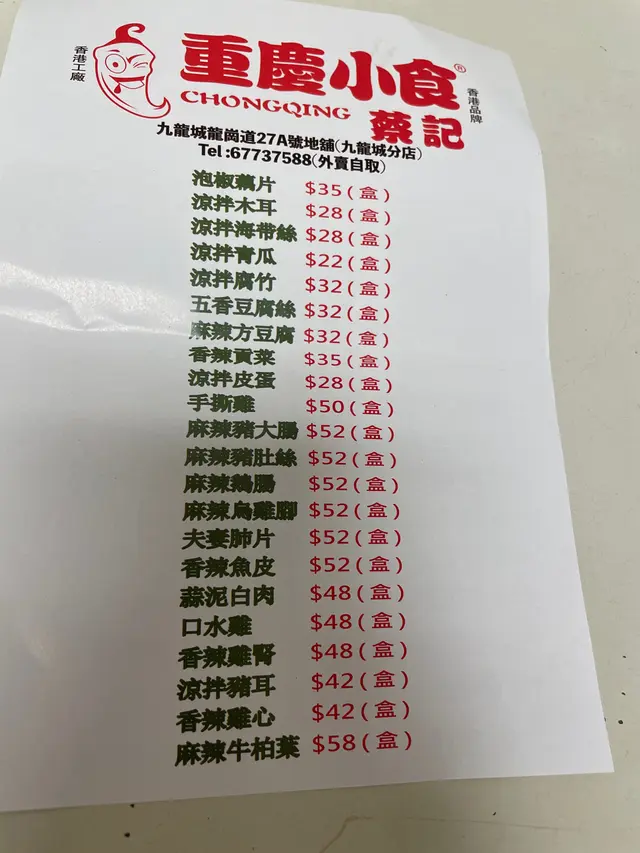 香港工廠
重慶小食®
香港品牌
CHONGQING 蔡記
九龍城龍崗道27A號地舖(九龍城分店)
Tel:67737588(外賣自取)
泡椒藕片 $35(盒)
涼拌木耳 $28(盒)
涼拌海带絲 $28(盒)
涼拌青瓜 $22(盒)
涼拌腐竹 $32(盒)
五香豆腐絲 $32(盒)
麻辣方豆腐 $32(盒)
香辣貢菜 $35(盒)
涼拌皮蛋 $28(盒)
手撕雞 $50(盒)
麻辣豬大腸 $52(盒)
麻辣豬肚絲 $52(盒)
麻辣鵝腸 $52(盒)
麻辣烏雞腳 $52(盒)
夫妻肺片 $52(盒)
香辣魚皮 $52(盒)
蒜泥白肉 $48(盒)
口水雞 $48(盒)
香辣雞腎 $48(盒)
涼拌豬耳 $42(盒)
香辣雞心 $42(盒)
麻辣牛柏葉 $58(盒)